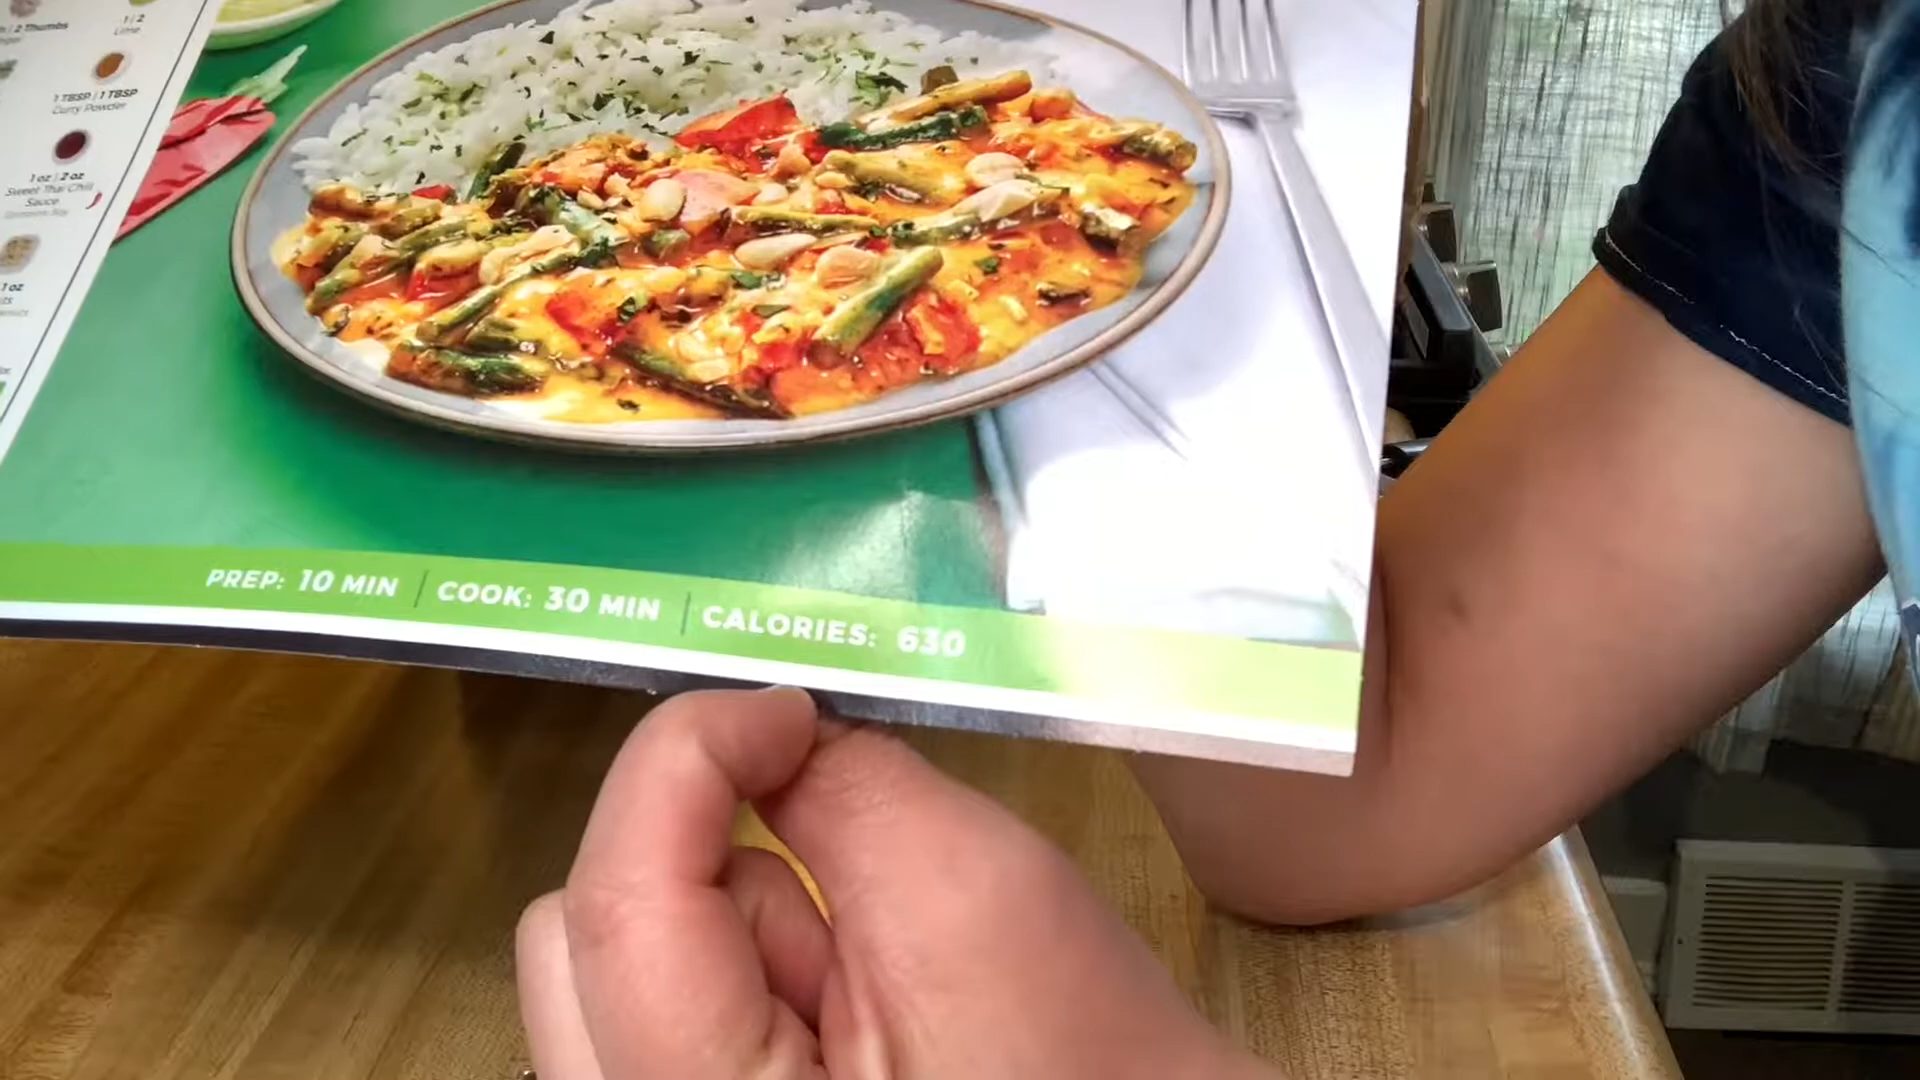 2 Thumbs
1 | 2
Lime
1 TBSP | 1 TBSP
Curry Powder
1 oz | 2 oz
Sweet Thai Chili
Sauce
1 oz
PREP: 10 MIN | COOK: 30 MIN | CALORIES: 630